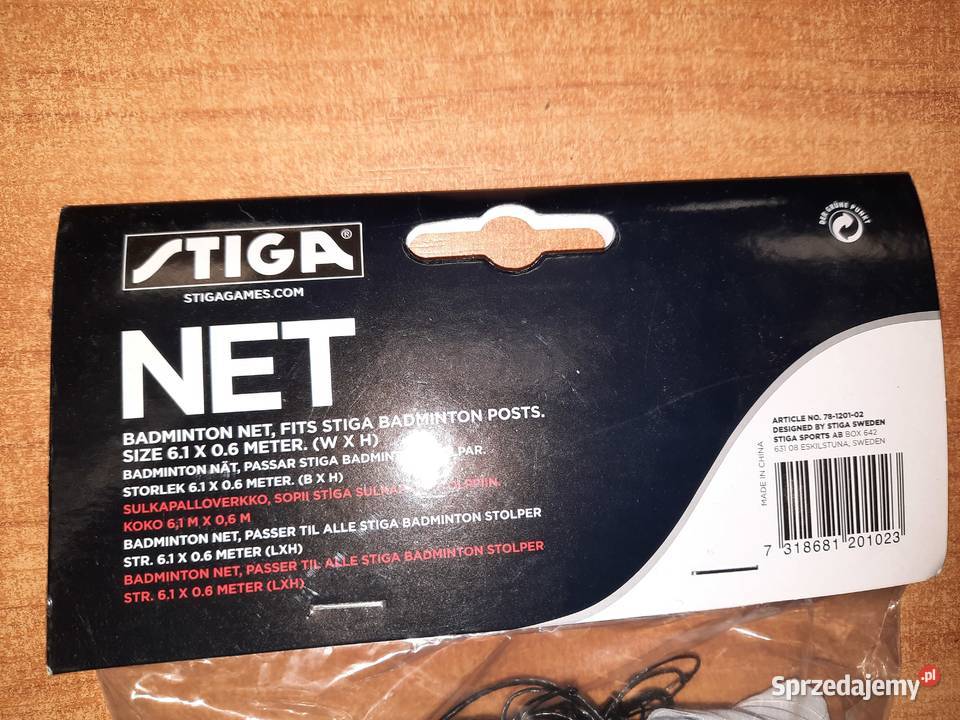 STIGA®
STIGAGAMES.COM
NET
BADMINTON NET, FITS STIGA BADMINTON POSTS.
SIZE 6.1 X 0.6 METER. (W X H)
BADMINTON NÄT, PASSAR STIGA
STORLEK 6.1 X 0.6 METER. (B X H)
SULKAPALLOVERKKO, SOPII STIGA
KOKO 6,1 M X 0,6 M
BADMINTON NET, PASSER TIL ALLE STIGA BADMINTON STOLPER
STR. 6.1 X 0.6 METER (LXH)
BADMINTON NET, PASSER TIL ALLE STIGA BADMINTON STOLPER
STR. 6.1 X 0.6 METER (LXH)
DER GRÜNE PUNKT
ARTICLE NO. 78-1201-02
DESIGNED BY STIGA SWEDEN
STIGA SPORTS AB BOX 642
631 08 ESKILSTUNA, SWEDEN
MADE IN CHINA
7 318681 201023
Sprzedajemy.pl